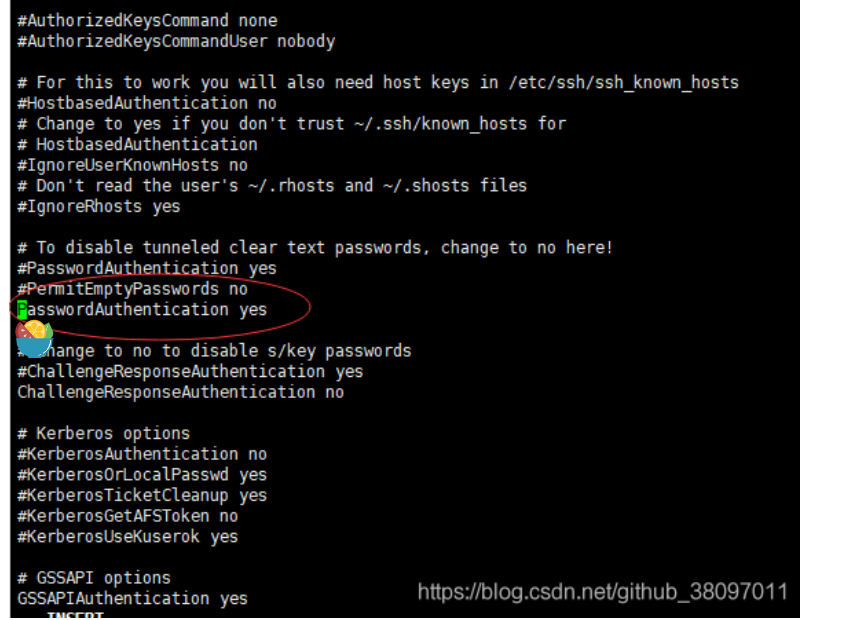 #AuthorizedKeysCommand none
#AuthorizedKeysCommandUser nobody
# For this to work you will also need host keys in /etc/ssh/ssh_known_hosts
#HostbasedAuthentication no
# Change to yes if you don't trust ~/.ssh/known_hosts for
# HostbasedAuthentication
#IgnoreUserKnownHosts no
# Don't read the user's ~/.rhosts and ~/.shosts files
#IgnoreRhosts yes
# To disable tunneled clear text passwords, change to no here!
#PasswordAuthentication yes
#PermitEmptyPasswords no
PasswordAuthentication yes
# Change to no to disable s/key passwords
#ChallengeResponseAuthentication yes
ChallengeResponseAuthentication no
# Kerberos options
#KerberosAuthentication no
#KerberosOrLocalPasswd yes
#KerberosTicketCleanup yes
#KerberosGetAFSToken no
#KerberosUseKuserok yes
# GSSAPI options
GSSAPIAuthentication yes
-- INSERT --
https://blog.csdn.net/github_38097011